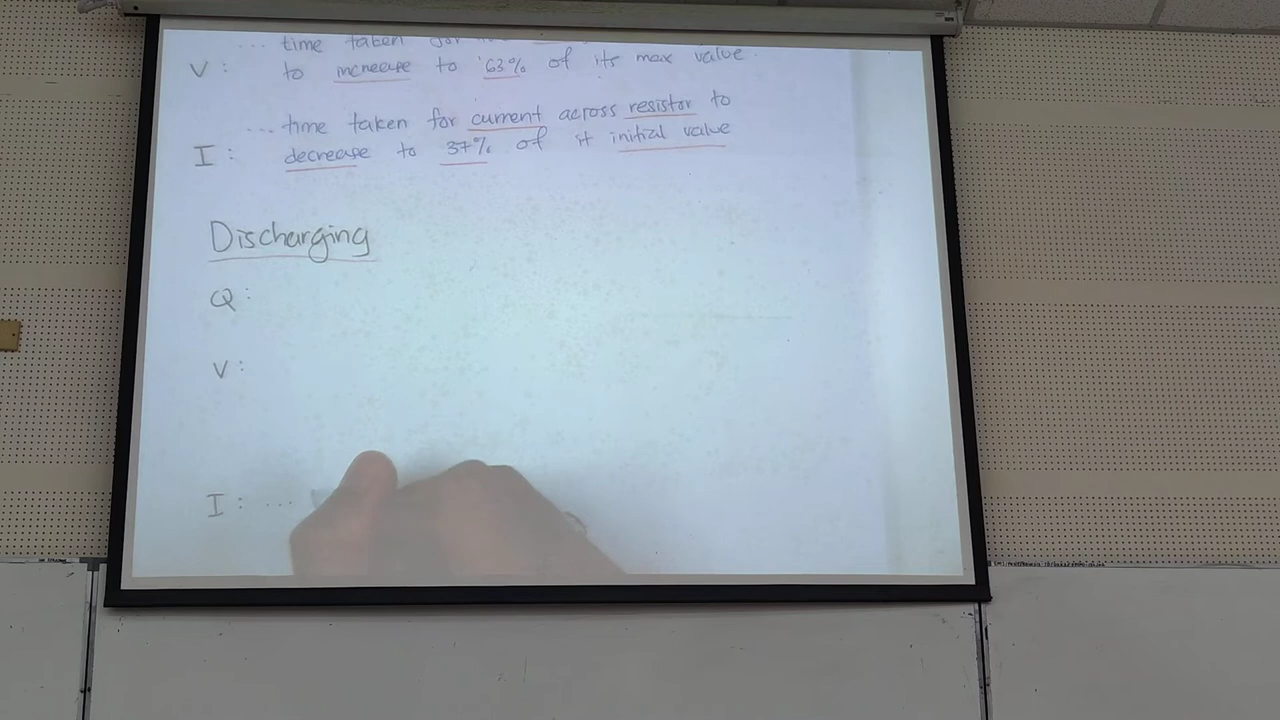 ... time taken for
V : to increase to 63% of its max value.
... time taken for current across resistor to
I : decrease to 37% of it initial value
Discharging
Q :
V :
I : ....